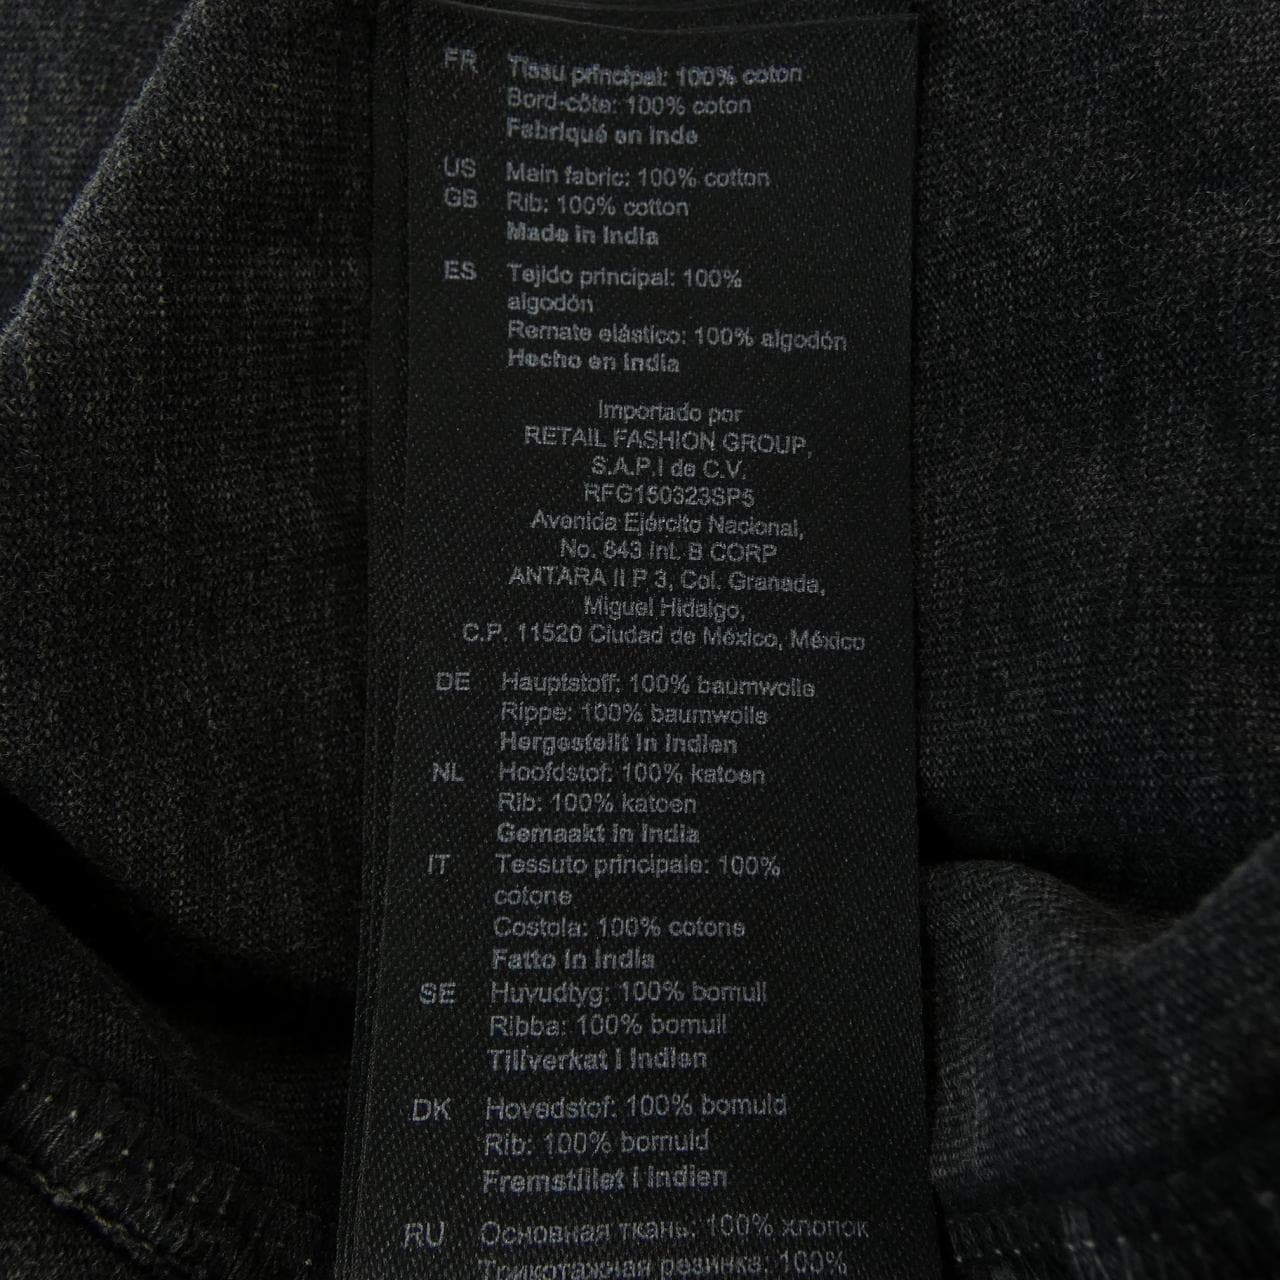 FR Tissu principal: 100% coton
Bord-côte: 100% coton
Fabriqué en Inde
US Main fabric: 100% cotton
GB Rib: 100% cotton
Made in India
ES Tejido principal: 100%
algodón
Remate elástico: 100% algodón
Hecho en India
Importado por
RETAIL FASHION GROUP,
S.A.P.I de C.V.
RFG150323SP5
Avenida Ejército Nacional,
No. 843 Int. B CORP
ANTARA II P 3, Col. Granada,
Miguel Hidalgo,
C.P. 11520 Ciudad de México, México
DE Hauptstoff: 100% baumwolle
Rippe: 100% baumwolle
Hergestellt in Indien
NL Hoofdstof: 100% katoen
Rib: 100% katoen
Gemaakt in India
IT Tessuto principale: 100%
cotone
Costola: 100% cotone
Fatto in India
SE Huvudtyg: 100% bomull
Ribba: 100% bomull
Tillverkat i Indien
DK Hovedstof: 100% bomuld
Rib: 100% bomuld
Fremstillet i Indien
RU Основная ткань: 100% хлопок
Трикотажная резинка: 100%